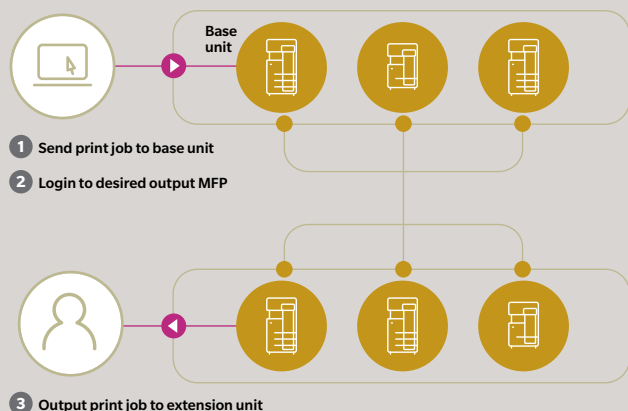 Base
unit
1 Send print job to base unit
2 Login to desired output MFP
3 Output print job to extension unit